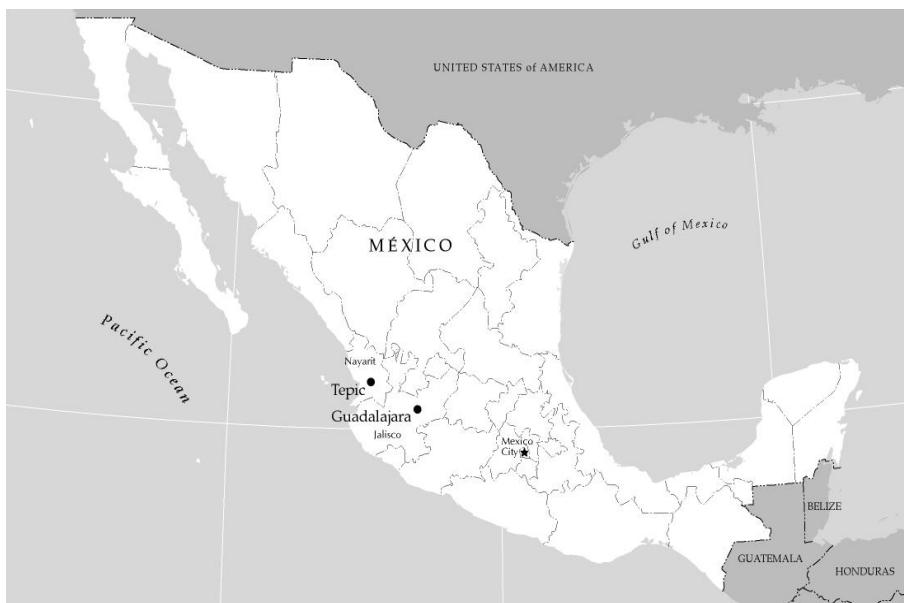 UNITED STATES of AMERICA
Gulf of Mexico
MÉXICO
Pacific Ocean
Nayarit
Tepic
Guadalajara
Jalisco
Mexico
City
BELIZE
GUATEMALA
HONDURAS